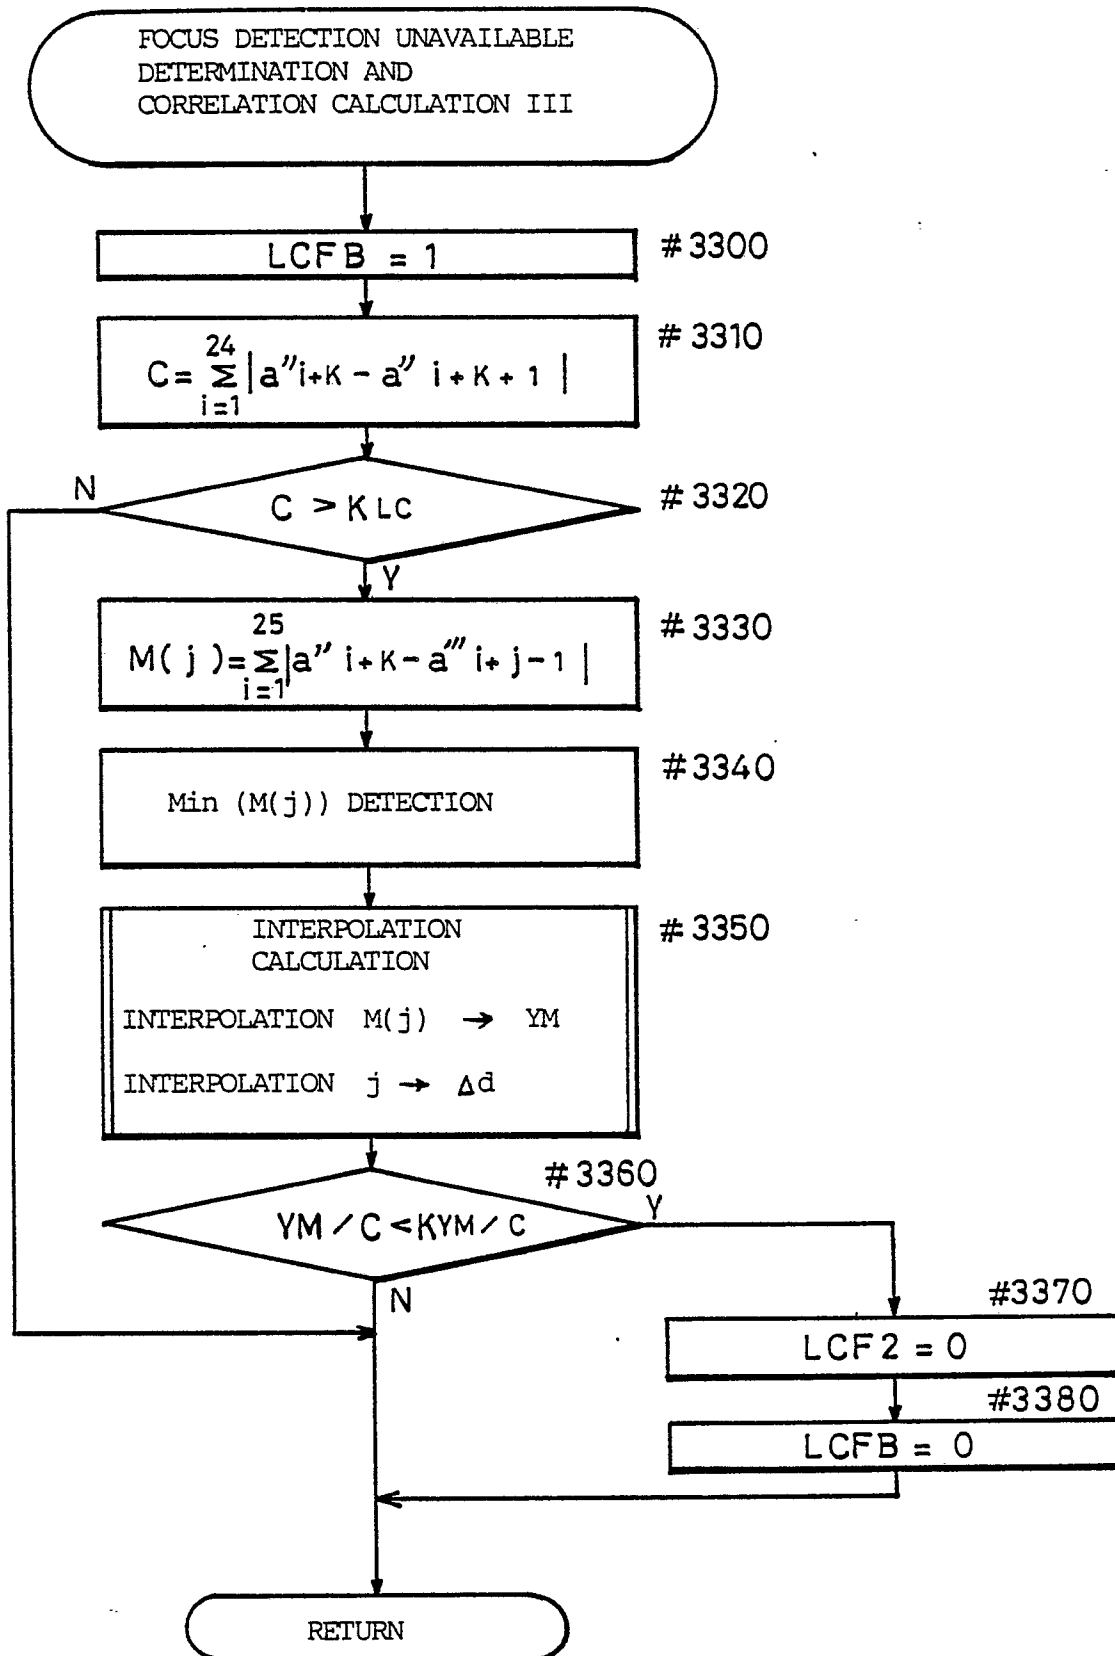 FOCUS DETECTION UNAVAILABLE
DETERMINATION AND
CORRELATION CALCULATION III
LCFB = 1
#3300
C = 24 Σ i=1 |a''i+K - a'' i+K+1 |
#3310
C > KLC
#3320
N
Y
M(j) = 25 Σ i=1 |a'' i+K - a''' i+j-1 |
#3330
Min (M(j)) DETECTION
#3340
INTERPOLATION
CALCULATION
#3350
INTERPOLATION M(j) → YM
INTERPOLATION j → Δd
#3360
YM / C < KYM / C
Y
N
#3370
LCF2 = 0
#3380
LCFB = 0
RETURN